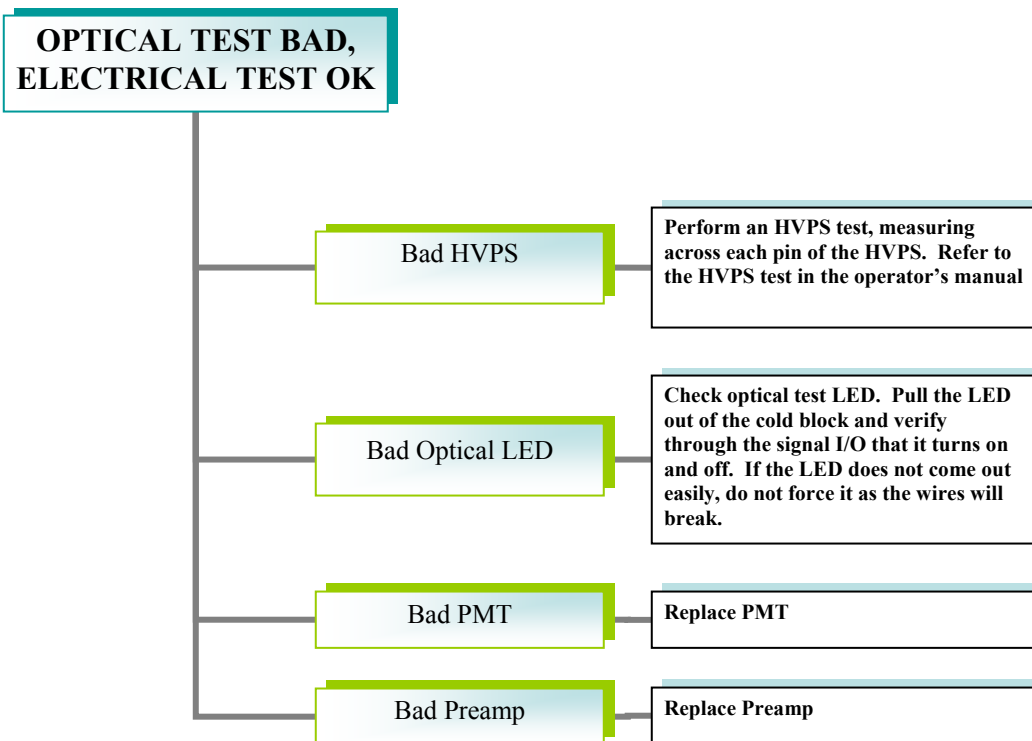 OPTICAL TEST BAD,
ELECTRICAL TEST OK
Bad HVPS
Perform an HVPS test, measuring
across each pin of the HVPS. Refer to
the HVPS test in the operator’s manual
Bad Optical LED
Check optical test LED. Pull the LED
out of the cold block and verify
through the signal I/O that it turns on
and off. If the LED does not come out
easily, do not force it as the wires will
break.
Bad PMT
Replace PMT
Bad Preamp
Replace Preamp